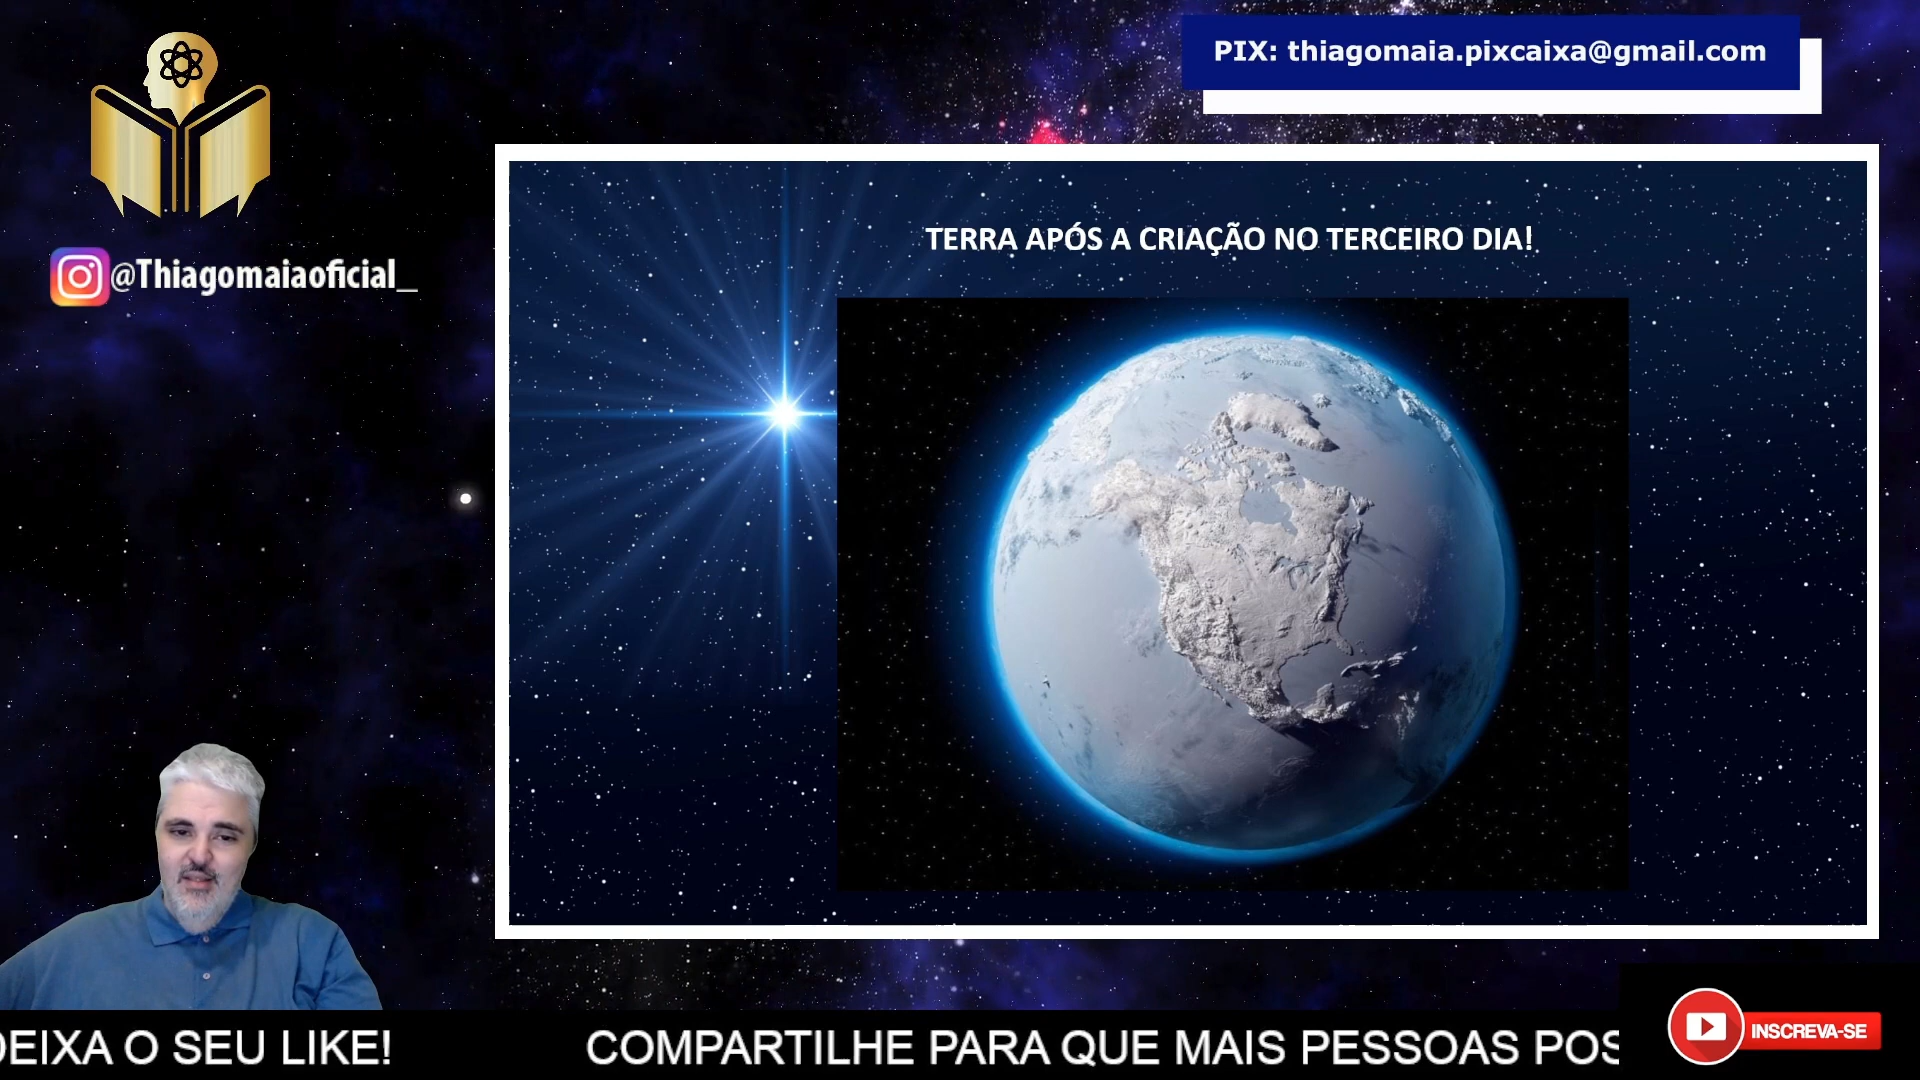 PIX: thiagomaia.pixcaixa@gmail.com
@Thiagomaiaoficial_
TERRA APÓS A CRIAÇÃO NO TERCEIRO DIA!
DEIXA O SEU LIKE! COMPARTILHE PARA QUE MAIS PESSOAS POS
INSCREVA-SE